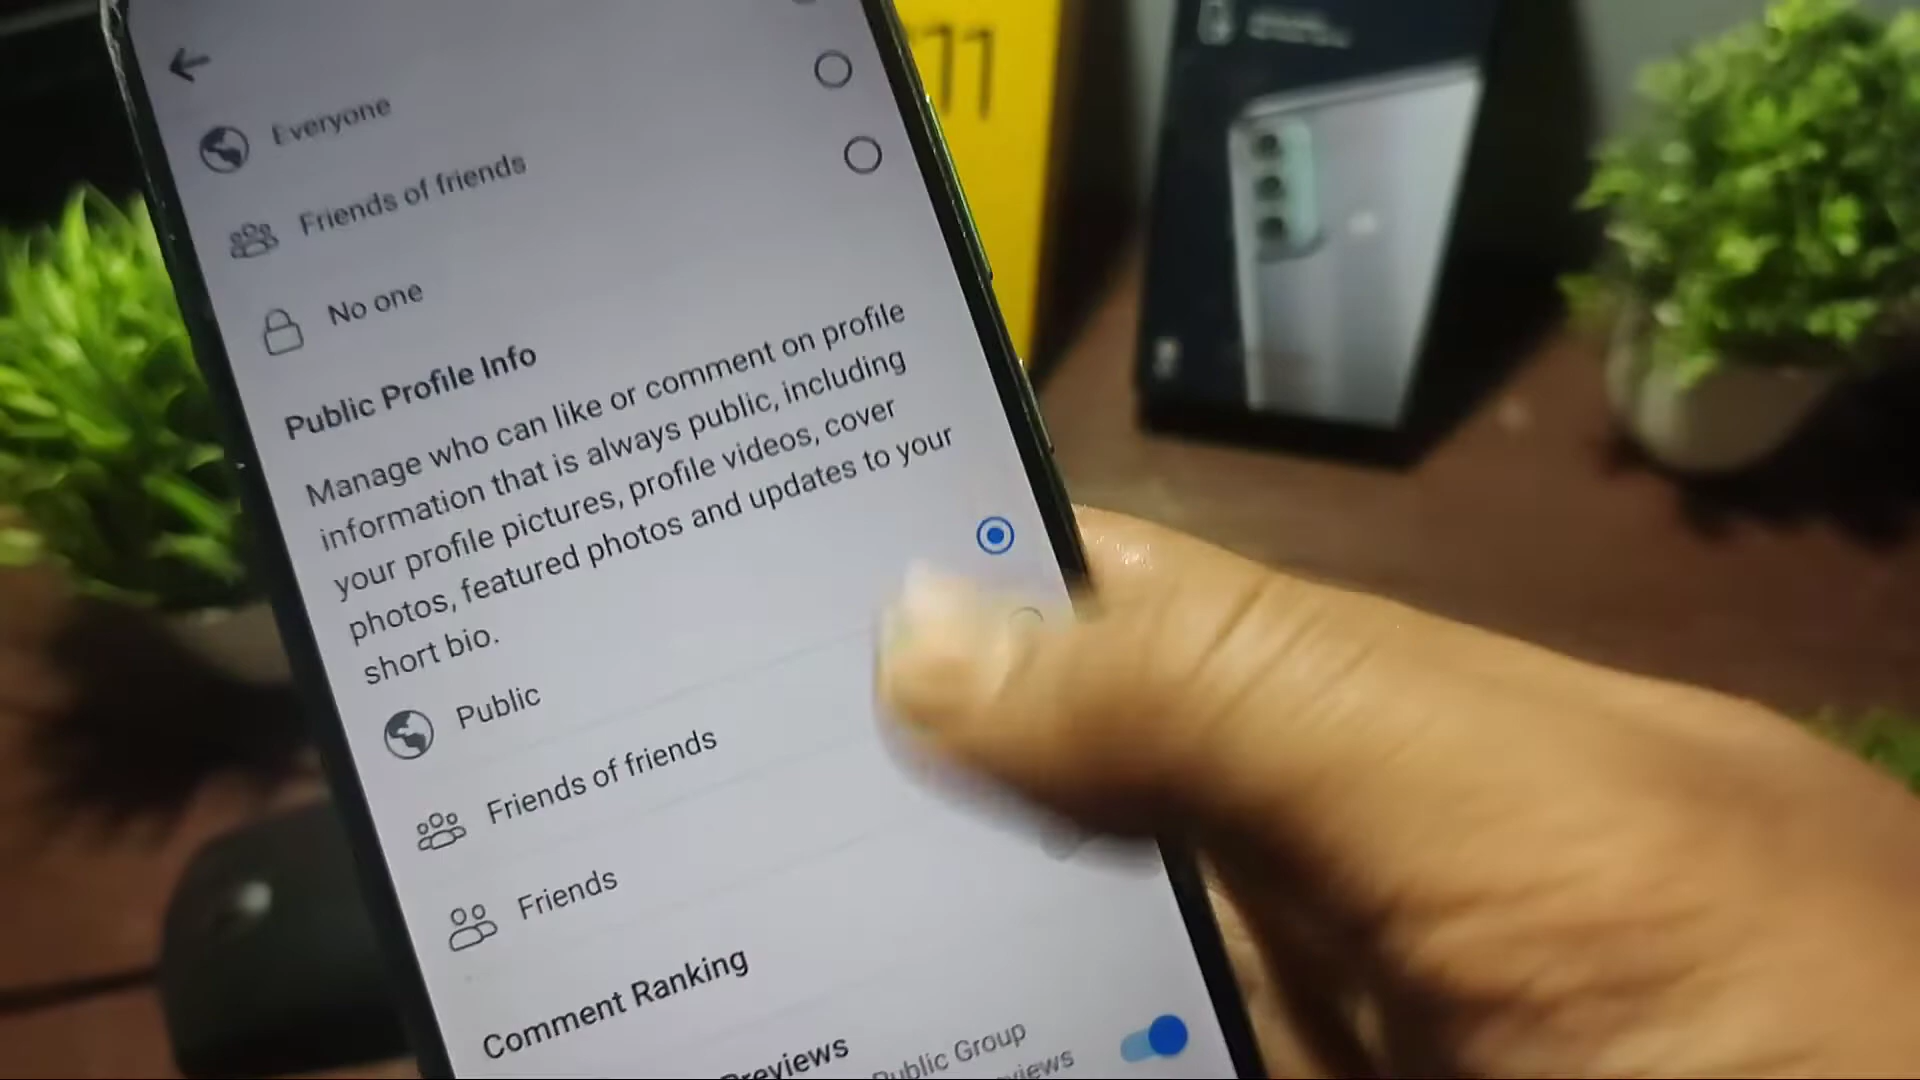 11
Everyone
Friends of friends
No one
Public Profile Info
Manage who can like or comment on profile
information that is always public, including
your profile pictures, profile videos, cover
photos, featured photos and updates to your
short bio.
Public
Friends of friends
Friends
Comment Ranking
Previews
Public Group